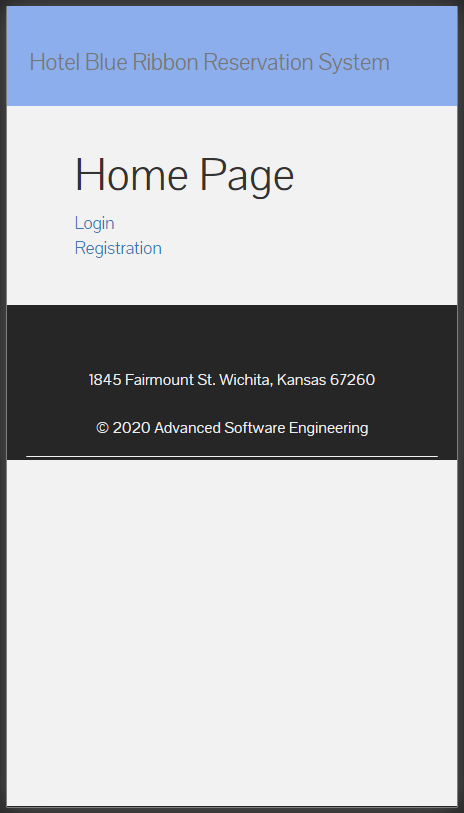 Hotel Blue Ribbon Reservation System
Home Page
Login
Registration
1845 Fairmount St. Wichita, Kansas 67260
© 2020 Advanced Software Engineering